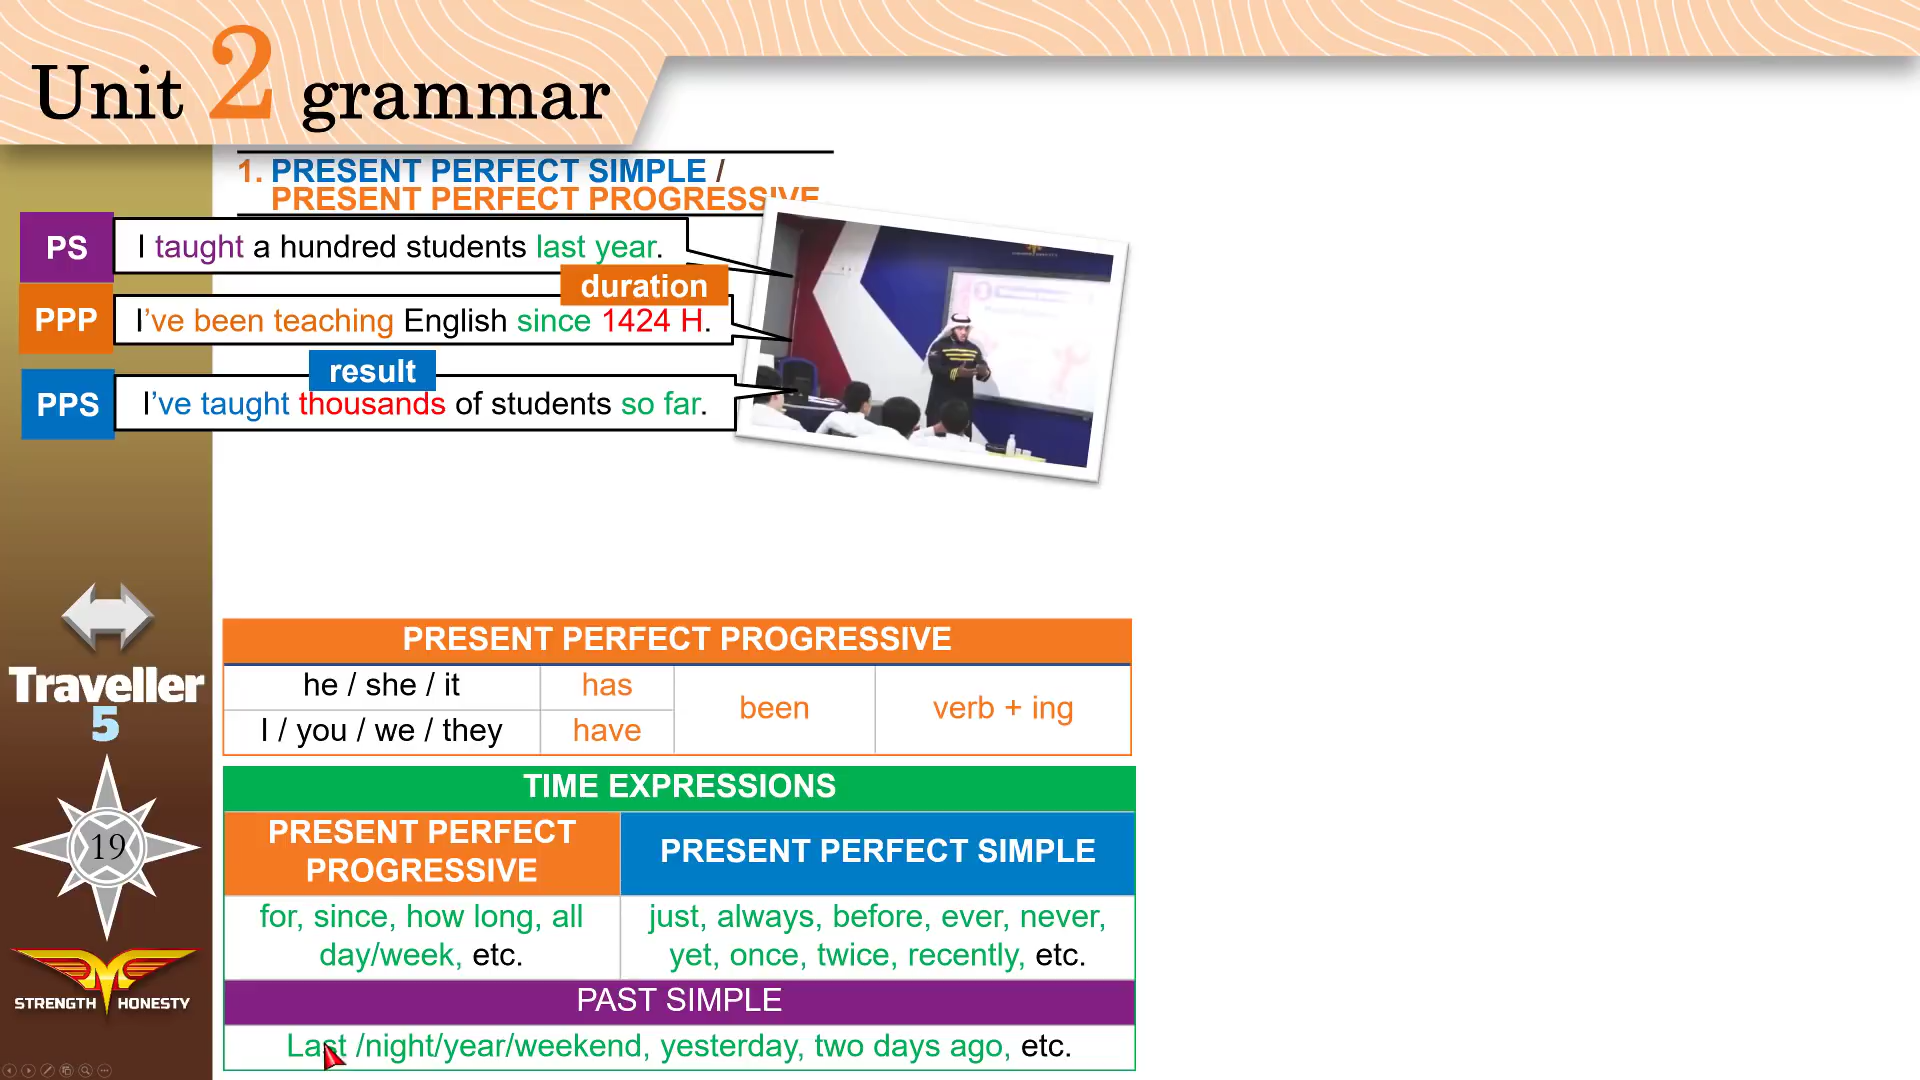 Unit 2 grammar
1. PRESENT PERFECT SIMPLE /
PRESENT PERFECT PROGRESSIVE
PS
I taught a hundred students last year.
duration
PPP
I've been teaching English since 1424 H.
result
PPS
I've taught thousands of students so far.
PRESENT PERFECT PROGRESSIVE
he / she / it has
been verb + ing
I / you / we / they have
TIME EXPRESSIONS
PRESENT PERFECT
PROGRESSIVE
PRESENT PERFECT SIMPLE
for, since, how long, all
day/week, etc.
just, always, before, ever, never,
yet, once, twice, recently, etc.
PAST SIMPLE
Last /night/year/weekend, yesterday, two days ago, etc.
Traveller
5
19
STRENGTH HONESTY